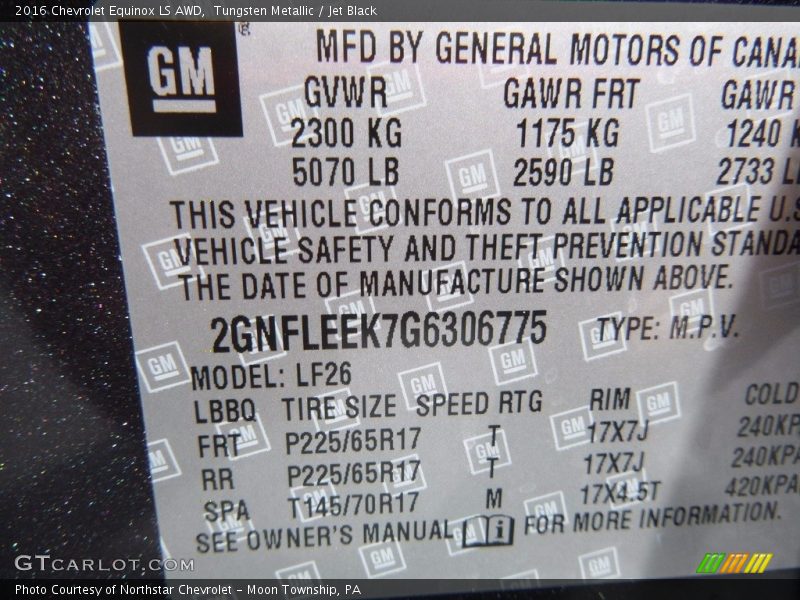 2016 Chevrolet Equinox LS AWD, Tungsten Metallic / Jet Black
GM ®
MFD BY GENERAL MOTORS OF CANA
GVWR GAWR FRT GAWR
2300 KG 1175 KG 1240 K
5070 LB 2590 LB 2733 LB
THIS VEHICLE CONFORMS TO ALL APPLICABLE U.S
VEHICLE SAFETY AND THEFT PREVENTION STANDA
THE DATE OF MANUFACTURE SHOWN ABOVE.
2GNFLEEK7G6306775 TYPE: M.P.V.
MODEL: LF26
LBBQ TIRE SIZE SPEED RTG RIM COLD
FRT P225/65R17 T 17X7J 240KP
RR P225/65R17 T 17X7J 240KPA
SPA T145/70R17 M 17X4.5T 420KPA
SEE OWNER'S MANUAL i FOR MORE INFORMATION.
GTcarlot.com
Photo Courtesy of Northstar Chevrolet – Moon Township, PA